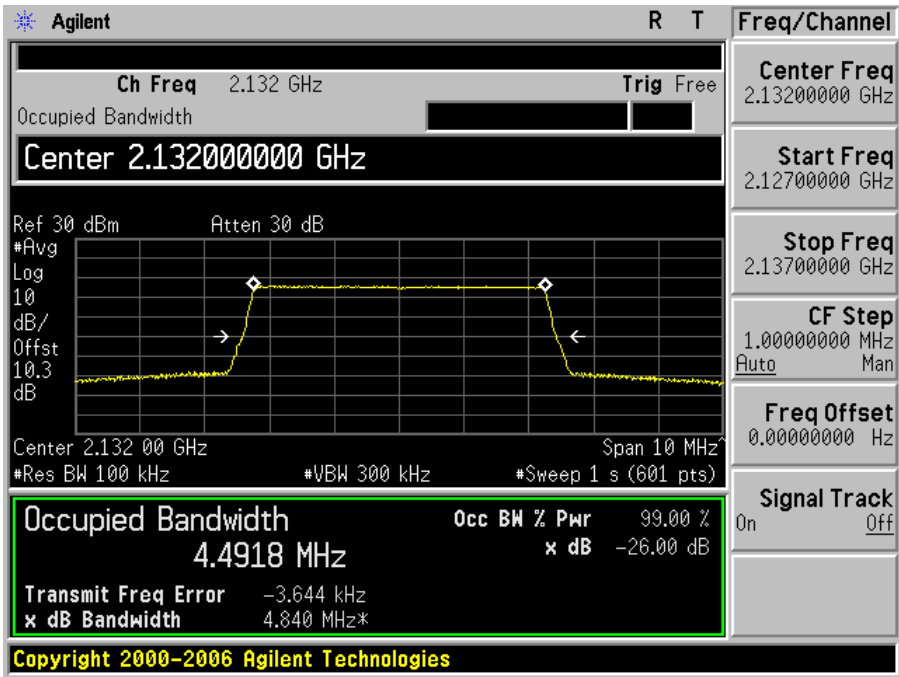 Agilent R T
Ch Freq 2.132 GHz Trig Free
Occupied Bandwidth
Center 2.132000000 GHz
Ref 30 dBm Atten 30 dB
#Avg
Log
10
dB/
Offst
10.3
dB
Center 2.132 00 GHz Span 10 MHz^
#Res BW 100 kHz #VBW 300 kHz #Sweep 1 s (601 pts)
Occupied Bandwidth Occ BW % Pwr 99.00 %
4.4918 MHz x dB -26.00 dB
Transmit Freq Error -3.644 kHz
x dB Bandwidth 4.840 MHz*
Copyright 2000-2006 Agilent Technologies
Freq/Channel
Center Freq
2.13200000 GHz
Start Freq
2.12700000 GHz
Stop Freq
2.13700000 GHz
CF Step
1.00000000 MHz
Auto Man
Freq Offset
0.00000000 Hz
Signal Track
On Off